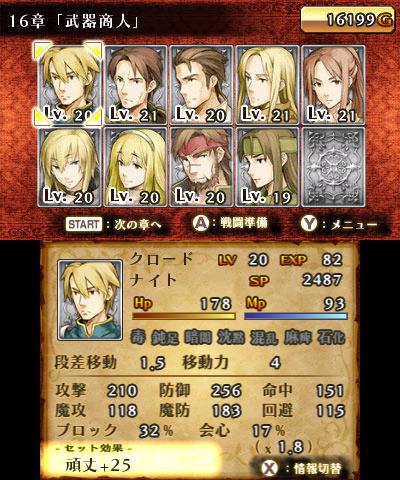 16章「武器商人」 16199G
Lv. 20 Lv. 21 Lv. 20 Lv. 21 Lv. 21
Lv. 20 Lv. 20 Lv. 20 Lv. 19
START:次の章へ A:戦闘準備 Y:メニュー
クロード LV 20 EXP 82
ナイト SP 2487
Hp 178 Mp 93
毒 鈍足 暗闇 沈黙 混乱 麻痺 石化
段差移動 1.5 移動力 4
攻撃 210 防御 256 命中 151
魔攻 118 魔防 183 回避 115
ブロック 32% 会心 17%
(x1.8)
- セット効果 -
頑丈+25
X:情報切替